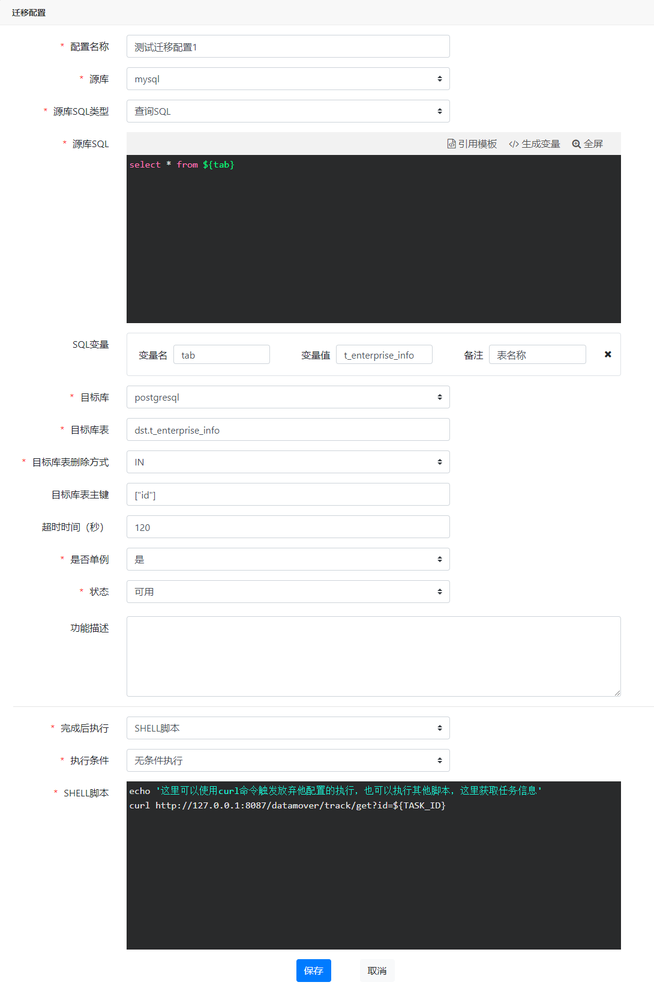 迁移配置
* 配置名称 测试迁移配置1
* 源库 mysql
* 源库SQL类型 查询SQL
* 源库SQL 引用模板 </> 生成变量 全屏
select * from ${tab}
SQL变量 变量名 tab 变量值 t_enterprise_info 备注 表名称
* 目标库 postgresql
* 目标库表 dst.t_enterprise_info
* 目标库表删除方式 IN
目标库表主键 ["id"]
超时时间（秒） 120
* 是否单例 是
* 状态 可用
功能描述
* 完成后执行 SHELL脚本
* 执行条件 无条件执行
* SHELL脚本 echo '这里可以使用curl命令触发放弃他配置的执行，也可以执行其他脚本，这里获取任务信息'
curl http://127.0.0.1:8087/datamover/track/get?id=${TASK_ID}
保存 取消